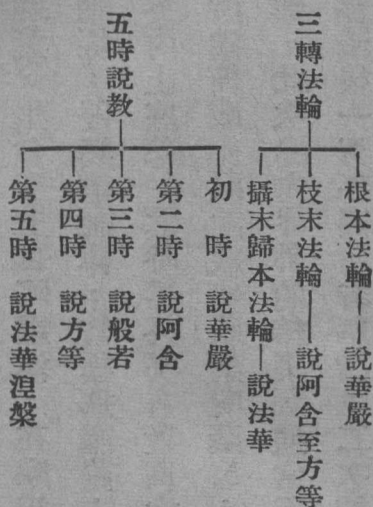 三轉法輪
根本法輪——說華嚴
枝末法輪——說阿含至方等
攝末歸本法輪—說法華
五時說教
初時 說華嚴
第二時 說阿含
第三時 說般若
第四時 說方等
第五時 說法華涅槃